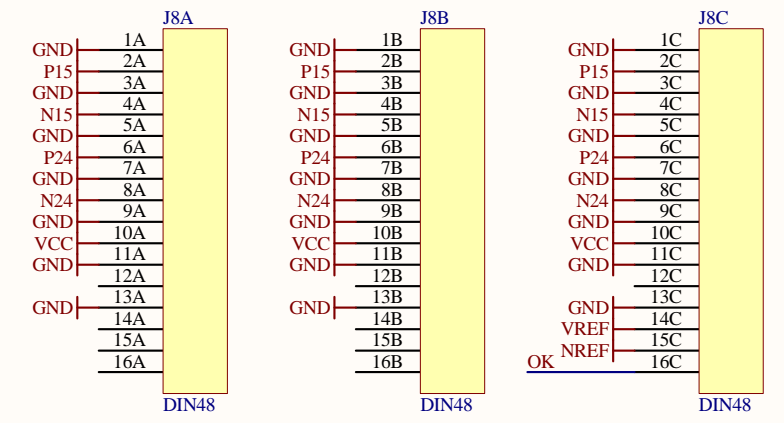 J8A J8B J8C
GND 1A GND 1B GND 1C
P15 2A P15 2B P15 2C
GND 3A GND 3B GND 3C
N15 4A N15 4B N15 4C
GND 5A GND 5B GND 5C
P24 6A P24 6B P24 6C
GND 7A GND 7B GND 7C
N24 8A N24 8B N24 8C
GND 9A GND 9B GND 9C
VCC 10A VCC 10B VCC 10C
GND 11A GND 11B GND 11C
12A 12B 12C
GND 13A GND 13B GND 13C
14A 14B VREF 14C
15A 15B NREF 15C
16A 16B OK 16C
DIN48 DIN48 DIN48